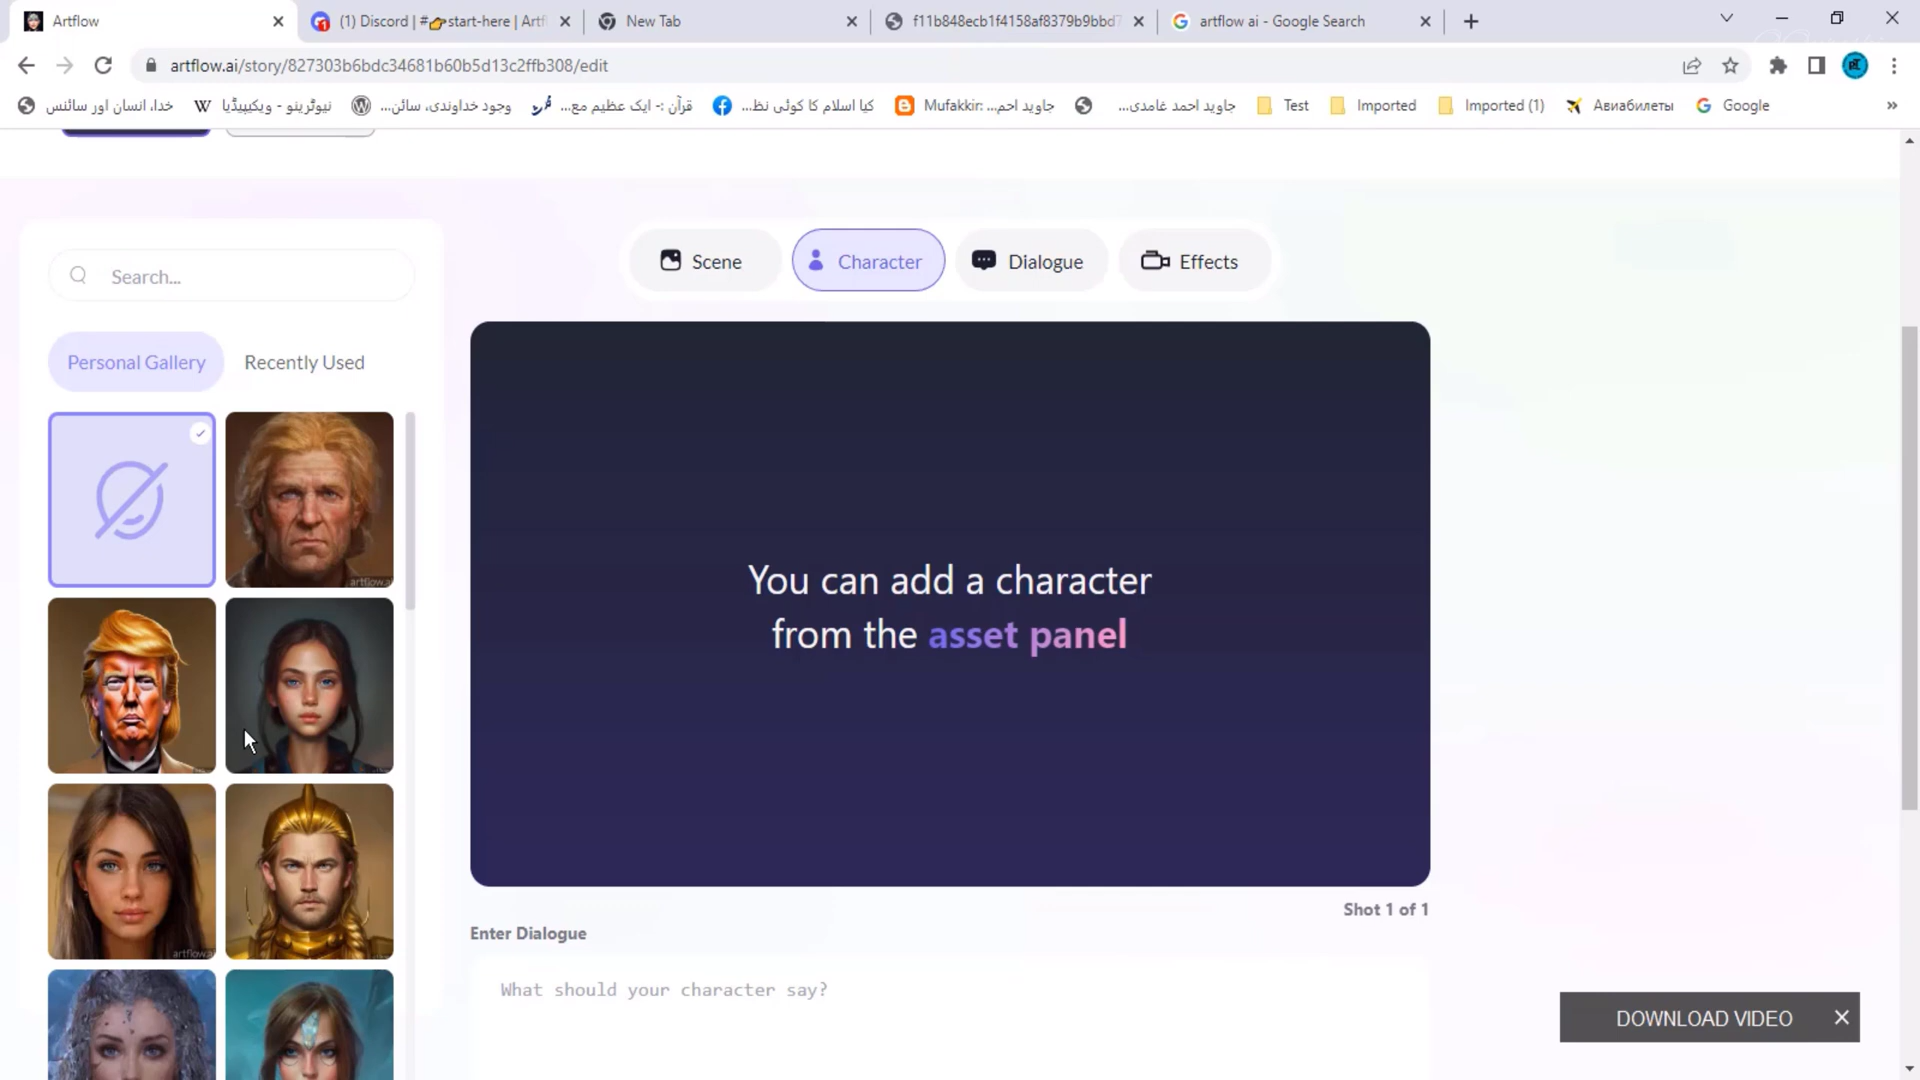 Artflow
(1) Discord | #👉start-here | Artf
New Tab
f11b848ecb1f4158af8379b9bbd7
artflow ai - Google Search
artflow.ai/story/827303b6bdc34681b60b5d13c2ffb308/edit
خدا، انسان اور سائنس
نیوٹرینو - ویکیپیڈیا
وجود خداوندی، سائن...
قرآن :- ایک عظیم مع...
کیا اسلام کا کوئی نظ...
Mufakkir: جاوید احم...
جاوید احمد غامدی...
Test
Imported
Imported (1)
Авиабилеты
Google
»
Search...
Scene
Character
Dialogue
Effects
Personal Gallery
Recently Used
artflow.a
You can add a character
from the asset panel
artflow.a
Shot 1 of 1
Enter Dialogue
What should your character say?
DOWNLOAD VIDEO